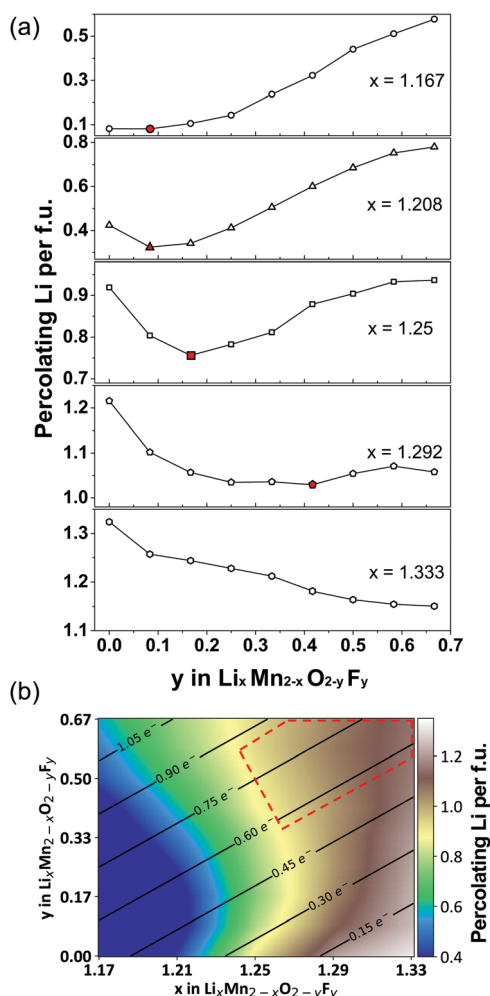 (a)
0.5
0.3
0.1
x = 1.167
0.8
0.6
0.4
x = 1.208
0.9
0.8
0.7
x = 1.25
1.2
1.1
1.0
x = 1.292
1.3
1.2
1.1
x = 1.333
Percolating Li per f.u.
0.0 0.1 0.2 0.3 0.4 0.5 0.6 0.7
y in LixMn2-xO2-yFy
(b)
0.67
0.50
0.33
0.17
0.00
y in LixMn2−xO2−yFy
1.05 e⁻
0.90 e⁻
0.75 e⁻
0.60 e⁻
0.45 e⁻
0.30 e⁻
0.15 e⁻
1.17 1.21 1.25 1.29 1.33
x in LixMn2−xO2−yFy
1.2
1.0
0.8
0.6
0.4
Percolating Li per f.u.